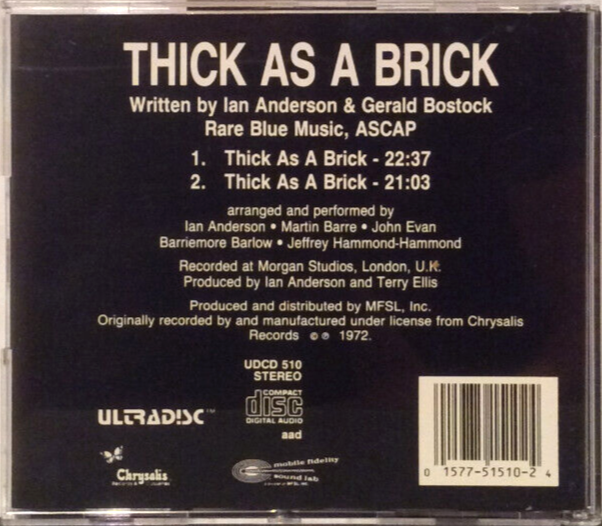 THICK AS A BRICK
Written by Ian Anderson & Gerald Bostock
Rare Blue Music, ASCAP
1. Thick As A Brick - 22:37
2. Thick As A Brick - 21:03
arranged and performed by
Ian Anderson • Martin Barre • John Evan
Barriemore Barlow • Jeffrey Hammond-Hammond
Recorded at Morgan Studios, London, U.K.
Produced by Ian Anderson and Terry Ellis
Produced and distributed by MFSL, Inc.
Originally recorded by and manufactured under license from Chrysalis
Records © ℗ 1972.
UDCD 510
STEREO
COMPACT
disc
DIGITAL AUDIO
aad
ULTRADISC™
Chrysalis
mobile fidelity
sound lab
0 1577-51510-2 4